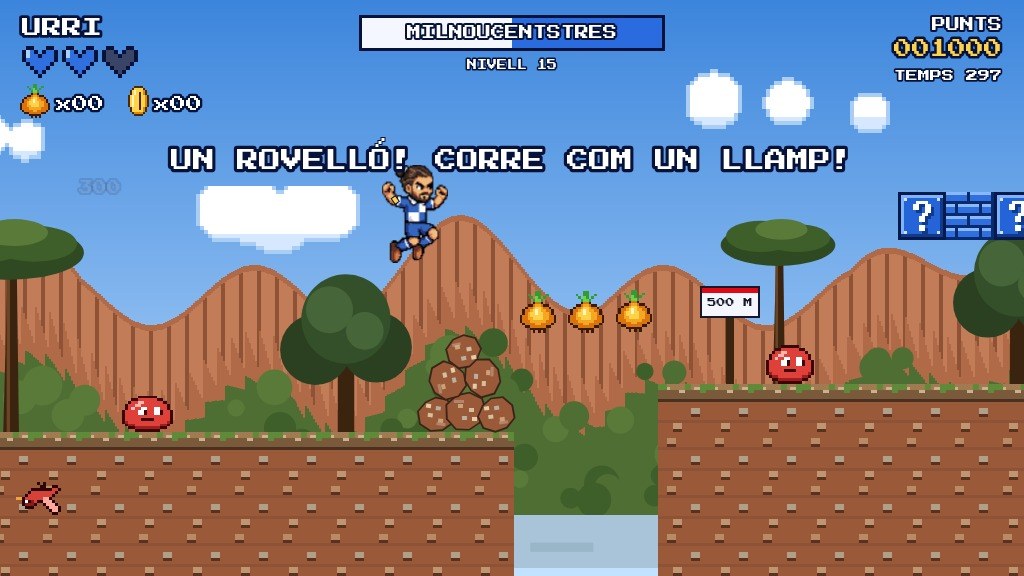 URRI
x00 x00
MILNOUCENTSTRES
NIVELL 15
PUNTS
001000
TEMPS 297
UN ROVELLÓ! CORRE COM UN LLAMP!
300
? ?
500 M